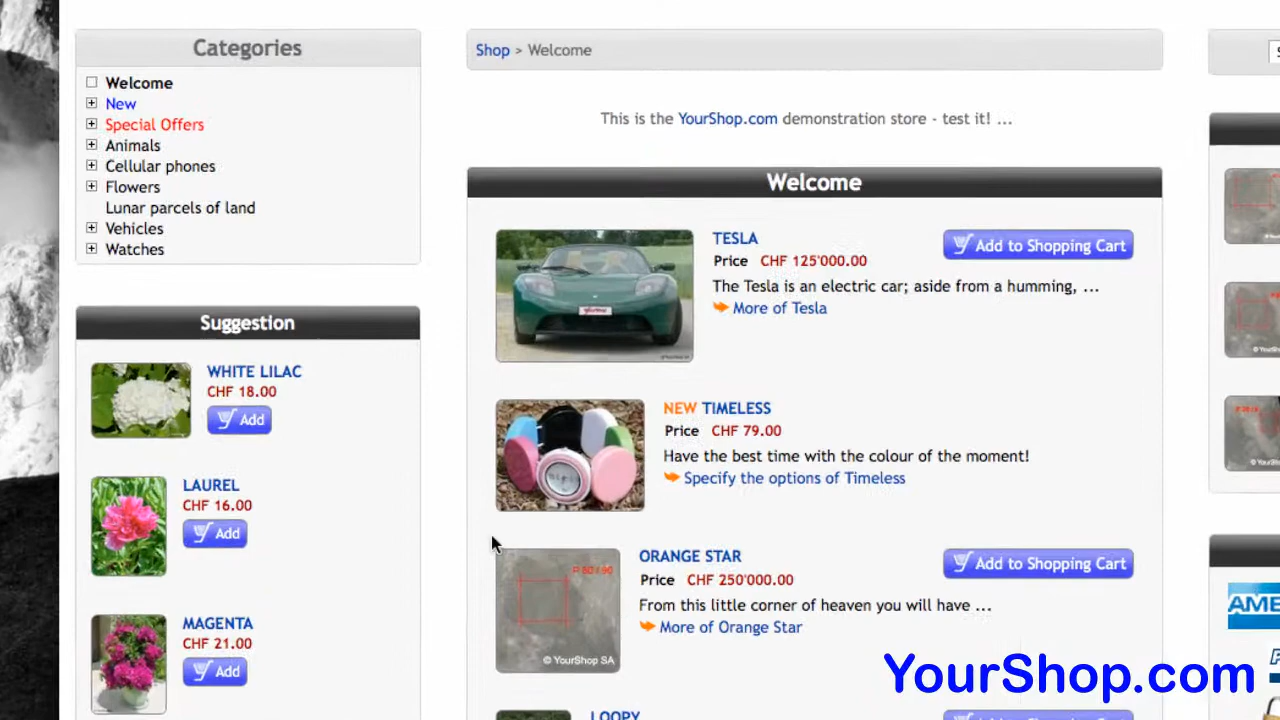 Categories
Welcome
New
Special Offers
Animals
Cellular phones
Flowers
Lunar parcels of land
Vehicles
Watches
Suggestion
WHITE LILAC
CHF 18.00
Add
LAUREL
CHF 16.00
Add
MAGENTA
CHF 21.00
Add
Shop > Welcome
This is the YourShop.com demonstration store - test it! ...
Welcome
TESLA
Add to Shopping Cart
Price CHF 125'000.00
The Tesla is an electric car; aside from a humming, ...
More of Tesla
NEW TIMELESS
Price CHF 79.00
Have the best time with the colour of the moment!
Specify the options of Timeless
ORANGE STAR
Add to Shopping Cart
Price CHF 250'000.00
From this little corner of heaven you will have ...
More of Orange Star
© YourShop SA
LOOPY
Add to Shopping Cart
YourShop.com